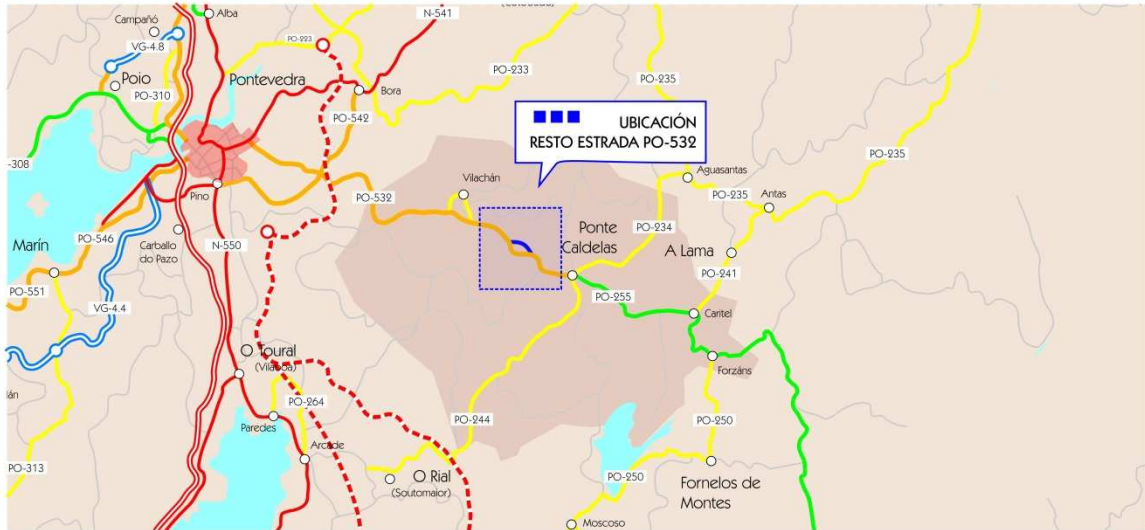 Campañó
Alba
N-541
VG-4.8
PO-223
Poio
Pontevedra
PO-310
Bora
PO-233
PO-235
PO-542
UBICACIÓN
RESTO ESTRADA PO-532
-308
Pino
PO-532
Vilachán
Aguasantas
PO-235
PO-235
Antas
Marín
PO-546
Carballo
do Pazo
N-550
Ponte
Caldelas
PO-234
A Lama
PO-241
PO-551
VG-4.4
PO-255
Caritel
Toural
(Vilaboa)
Forzáns
PO-264
Paredes
PO-244
PO-250
Arcade
PO-313
O Rial
(Soutomaior)
PO-250
Fornelos de
Montes
Moscoso